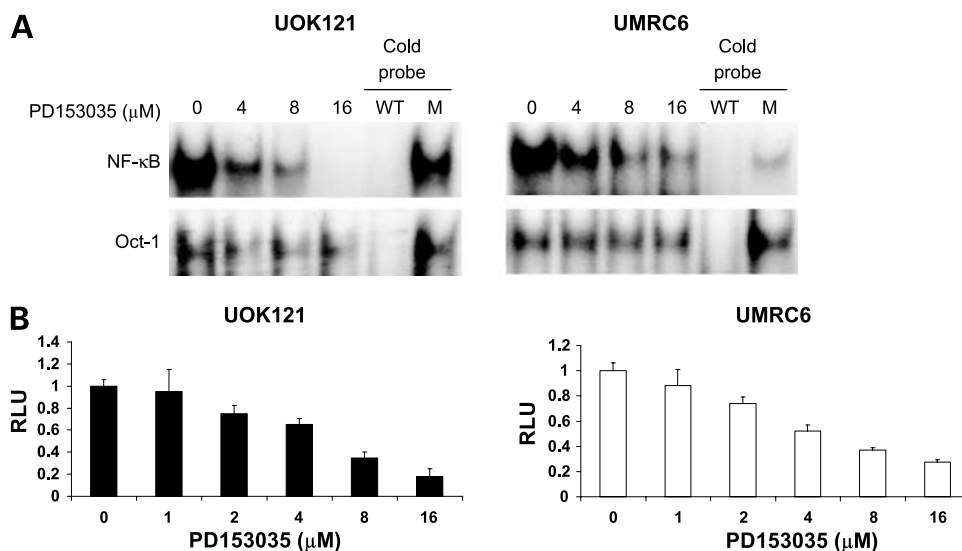 A
UOK121
UMRC6
Cold
probe
Cold
probe
PD153035 (μM) 0 4 8 16 WT M 0 4 8 16 WT M
NF-κB
Oct-1
B
UOK121
UMRC6
RLU
1.4
1.2
1
0.8
0.6
0.4
0.2
0
0 1 2 4 8 16
PD153035 (μM)
RLU
1.2
1
0.8
0.6
0.4
0.2
0
0 1 2 4 8 16
PD153035 (μM)